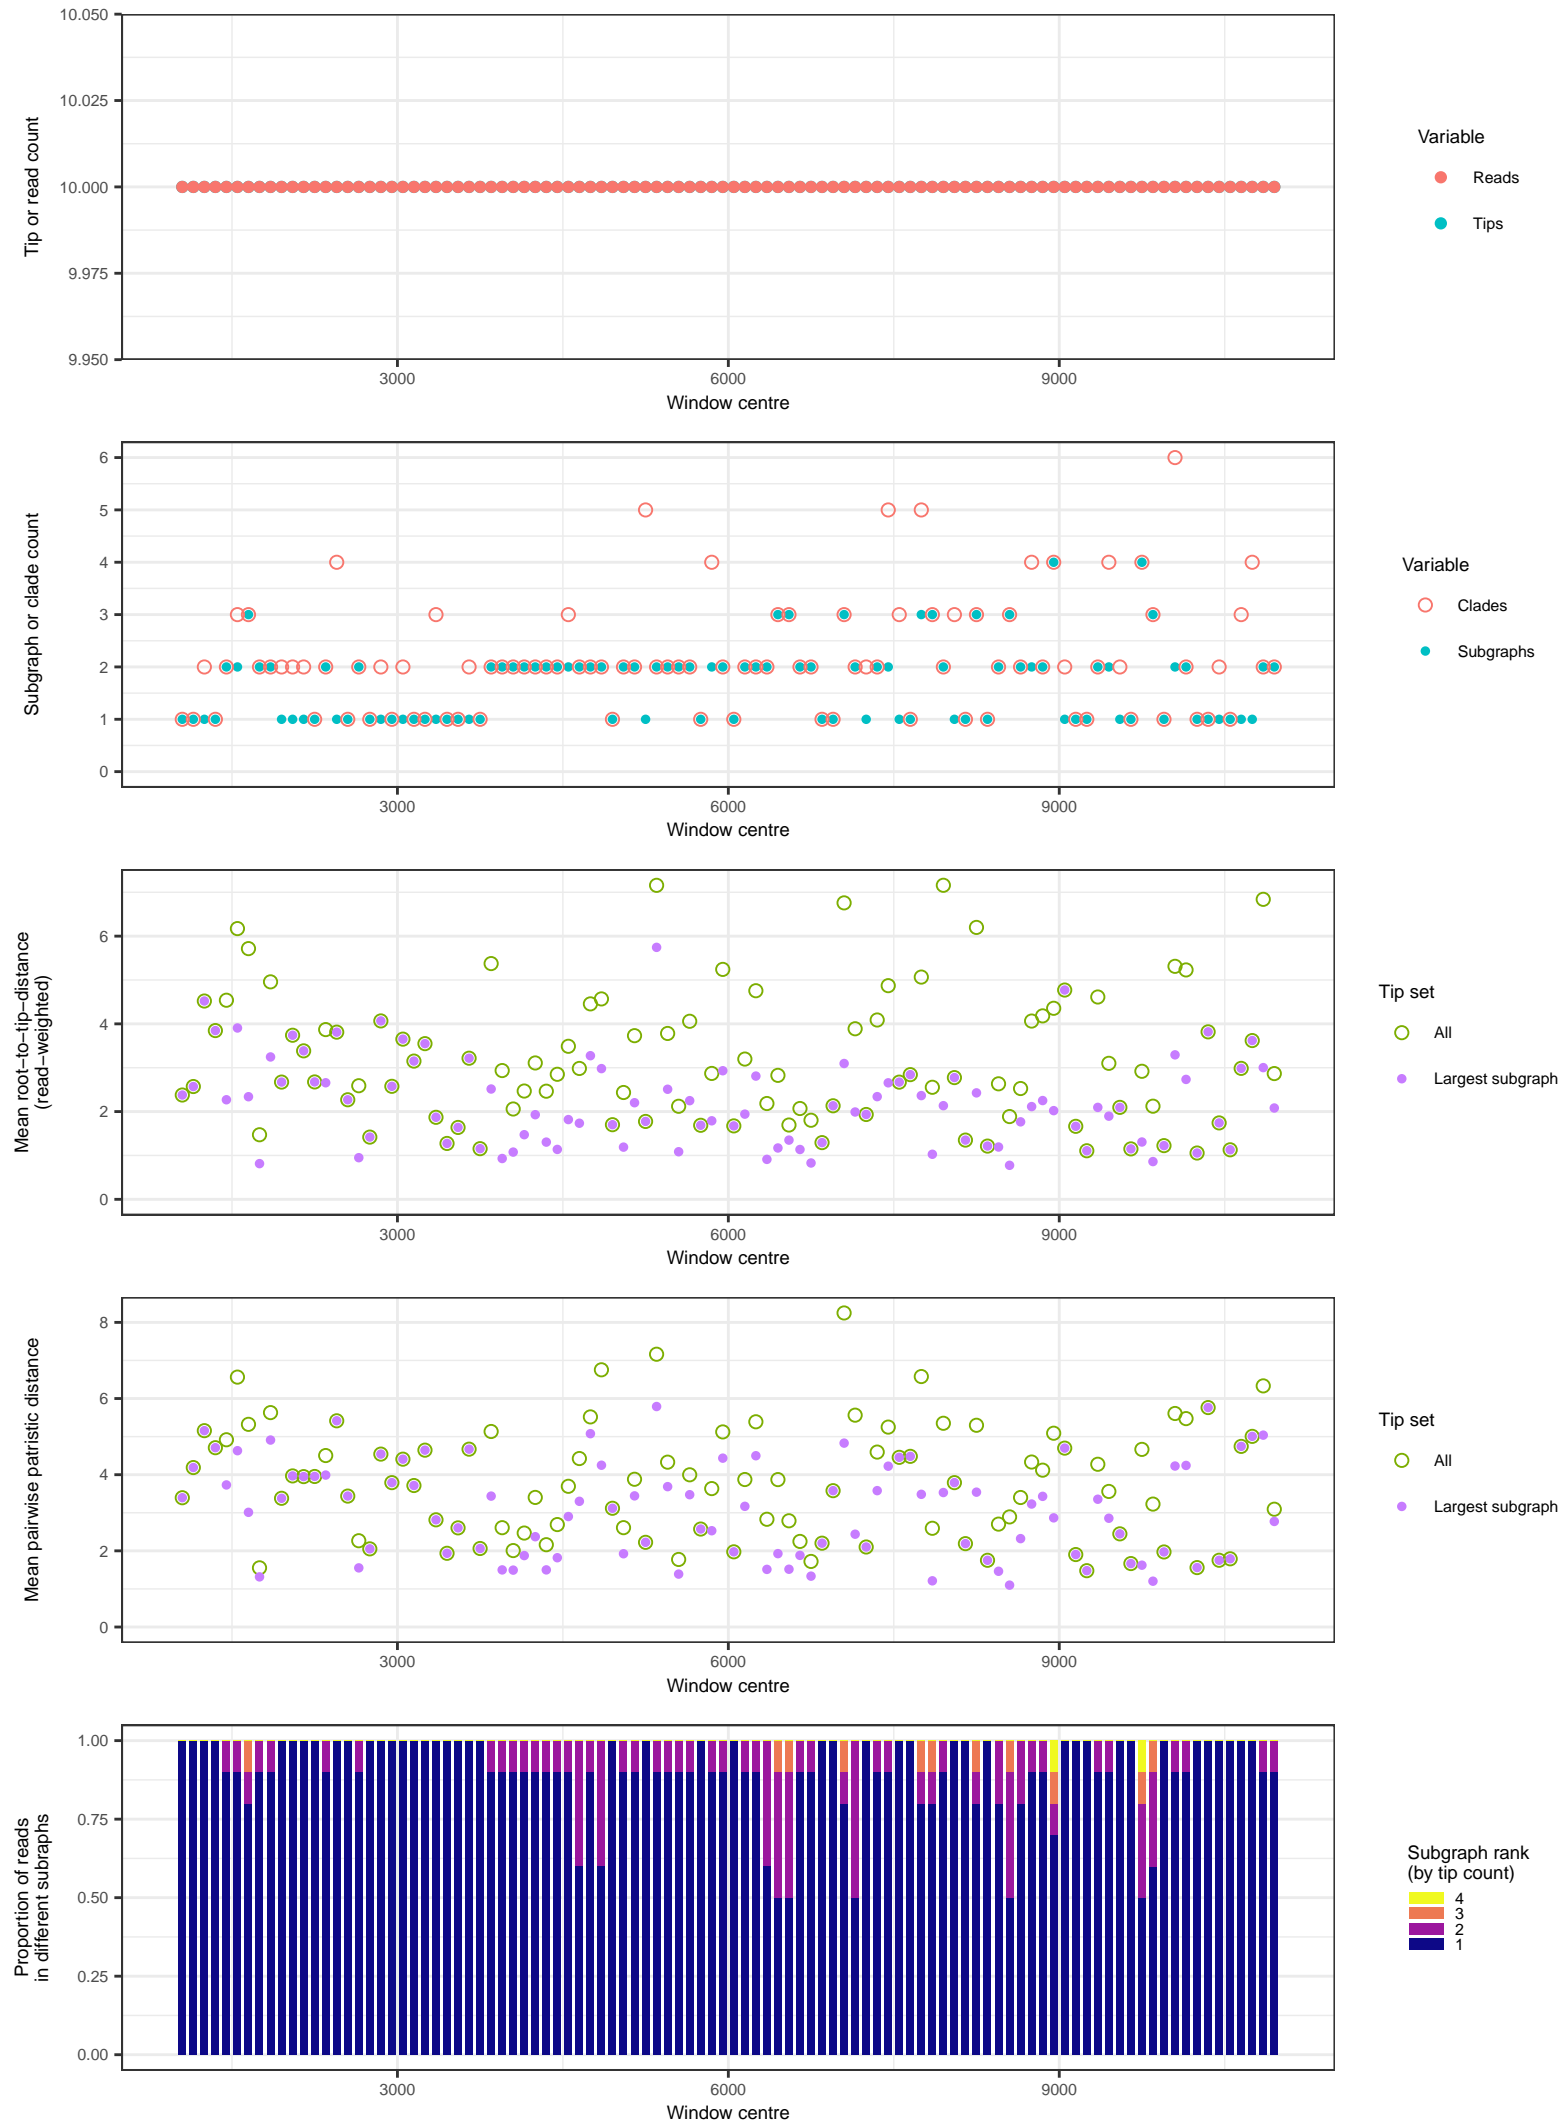 10.050
10.025
10.000
9.975
9.950
Tip or read count
3000 6000 9000
Window centre
Variable
Reads
Tips
6
5
4
3
2
1
0
Subgraph or clade count
3000 6000 9000
Window centre
Variable
Clades
Subgraphs
6
4
2
0
Mean root−to−tip−distance
(read−weighted)
3000 6000 9000
Window centre
Tip set
All
Largest subgraph
8
6
4
2
0
Mean pairwise patristic distance
3000 6000 9000
Window centre
Tip set
All
Largest subgraph
1.00
0.75
0.50
0.25
0.00
Proportion of reads
in different subraphs
3000 6000 9000
Window centre
Subgraph rank
(by tip count)
4
3
2
1